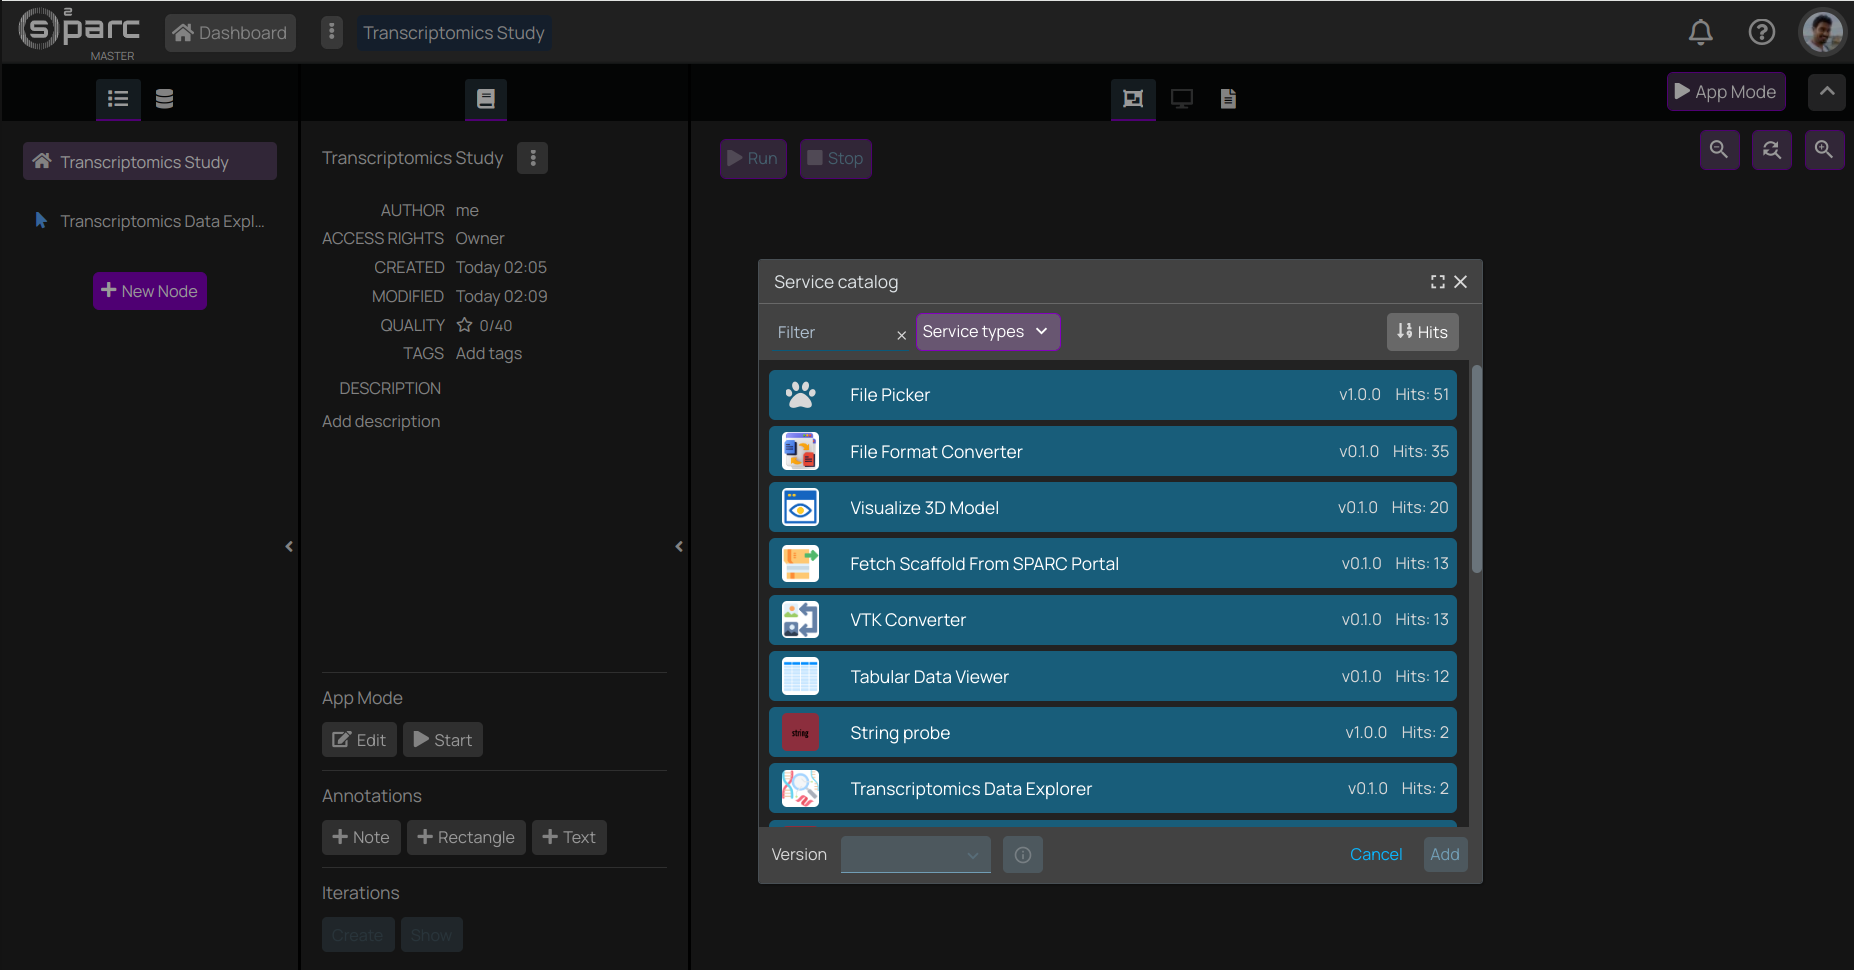 s2parc
MASTER
Dashboard
Transcriptomics Study
App Mode
Transcriptomics Study
Transcriptomics Data Expl...
New Node
Transcriptomics Study
AUTHOR me
ACCESS RIGHTS Owner
CREATED Today 02:05
MODIFIED Today 02:09
QUALITY 0/40
TAGS Add tags
DESCRIPTION
Add description
App Mode
Edit Start
Annotations
Note Rectangle Text
Iterations
Create Show
Run Stop
Service catalog
Filter Service types Hits
File Picker v1.0.0 Hits: 51
File Format Converter v0.1.0 Hits: 35
Visualize 3D Model v0.1.0 Hits: 20
Fetch Scaffold From SPARC Portal v0.1.0 Hits: 13
VTK Converter v0.1.0 Hits: 13
Tabular Data Viewer v0.1.0 Hits: 12
string
String probe v1.0.0 Hits: 2
Transcriptomics Data Explorer v0.1.0 Hits: 2
Version Cancel Add